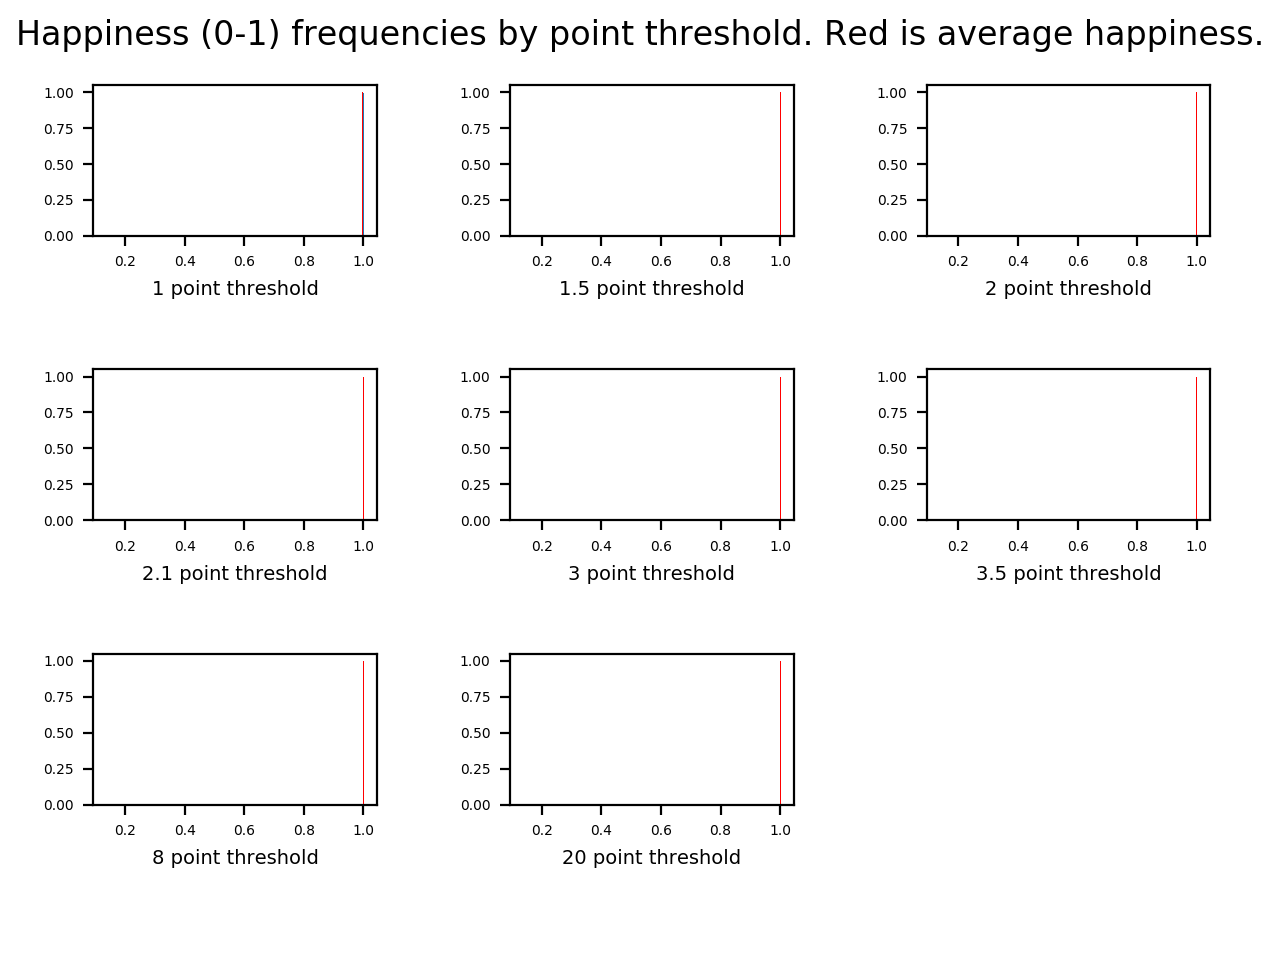 Happiness (0-1) frequencies by point threshold. Red is average happiness.
1.00 1.00 1.00
0.75 0.75 0.75
0.50 0.50 0.50
0.25 0.25 0.25
0.00 0.00 0.00
0.2 0.4 0.6 0.8 1.0 0.2 0.4 0.6 0.8 1.0 0.2 0.4 0.6 0.8 1.0
1 point threshold 1.5 point threshold 2 point threshold
1.00 1.00 1.00
0.75 0.75 0.75
0.50 0.50 0.50
0.25 0.25 0.25
0.00 0.00 0.00
0.2 0.4 0.6 0.8 1.0 0.2 0.4 0.6 0.8 1.0 0.2 0.4 0.6 0.8 1.0
2.1 point threshold 3 point threshold 3.5 point threshold
1.00 1.00
0.75 0.75
0.50 0.50
0.25 0.25
0.00 0.00
0.2 0.4 0.6 0.8 1.0 0.2 0.4 0.6 0.8 1.0
8 point threshold 20 point threshold